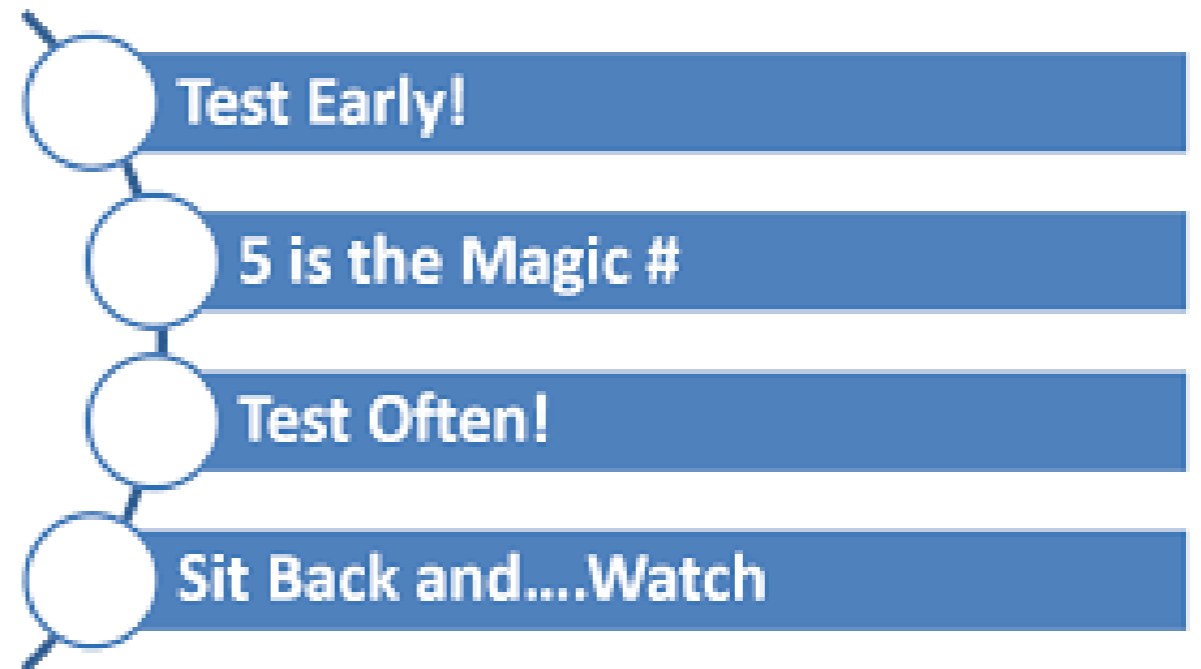 Test Early!
5 is the Magic #
Test Often!
Sit Back and....Watch